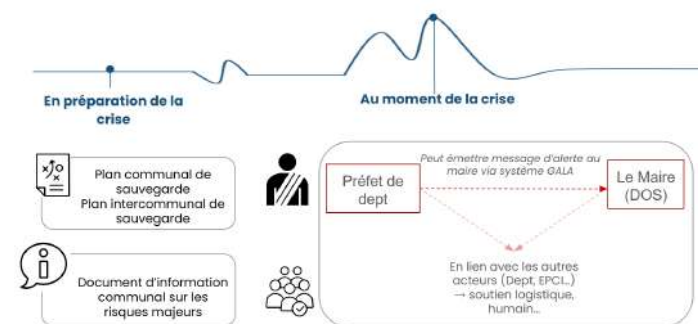 En préparation de la
crise
Au moment de la crise
Plan communal de
sauvegarde
Plan intercommunal de
sauvegarde
Document d'information
communal sur les
risques majeurs
Préfet de
dept
Peut émettre message d'alerte au
maire via système GALA
Le Maire
(DOS)
En lien avec les autres
acteurs (Dept, EPCI...)
→ soutien logistique,
humain...